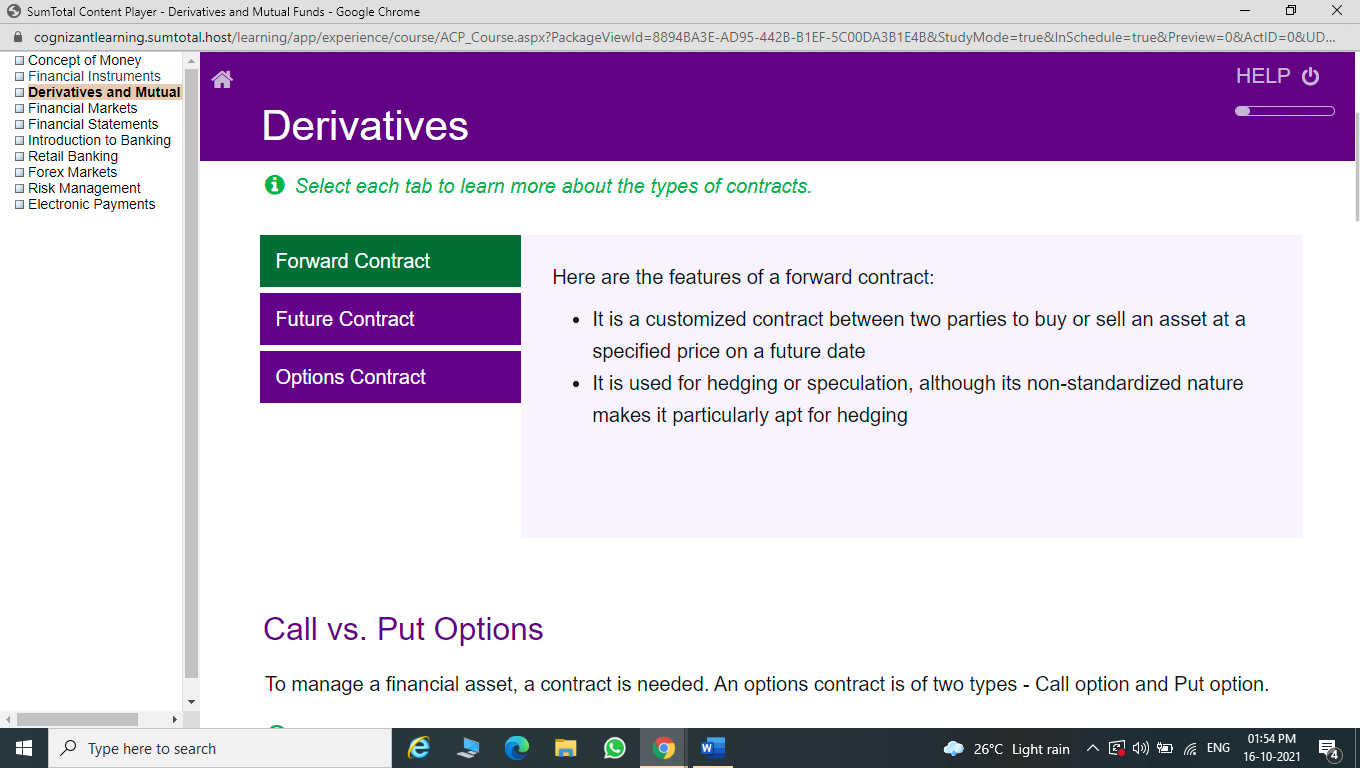 SumTotal Content Player - Derivatives and Mutual Funds - Google Chrome
cognizantlearning.sumtotal.host/learning/app/experience/course/ACP_Course.aspx?PackageViewId=8894BA3E-AD95-442B-B1EF-5C00DA3B1E4B&StudyMode=true&InSchedule=true&Preview=0&ActID=0&UD...
Concept of Money
Financial Instruments
Derivatives and Mutual
Financial Markets
Financial Statements
Introduction to Banking
Retail Banking
Forex Markets
Risk Management
Electronic Payments
HELP
Derivatives
Select each tab to learn more about the types of contracts.
Forward Contract
Future Contract
Options Contract
Here are the features of a forward contract:
• It is a customized contract between two parties to buy or sell an asset at a
specified price on a future date
• It is used for hedging or speculation, although its non-standardized nature
makes it particularly apt for hedging
Call vs. Put Options
To manage a financial asset, a contract is needed. An options contract is of two types - Call option and Put option.
Type here to search
26°C Light rain
ENG
01:54 PM
16-10-2021
4